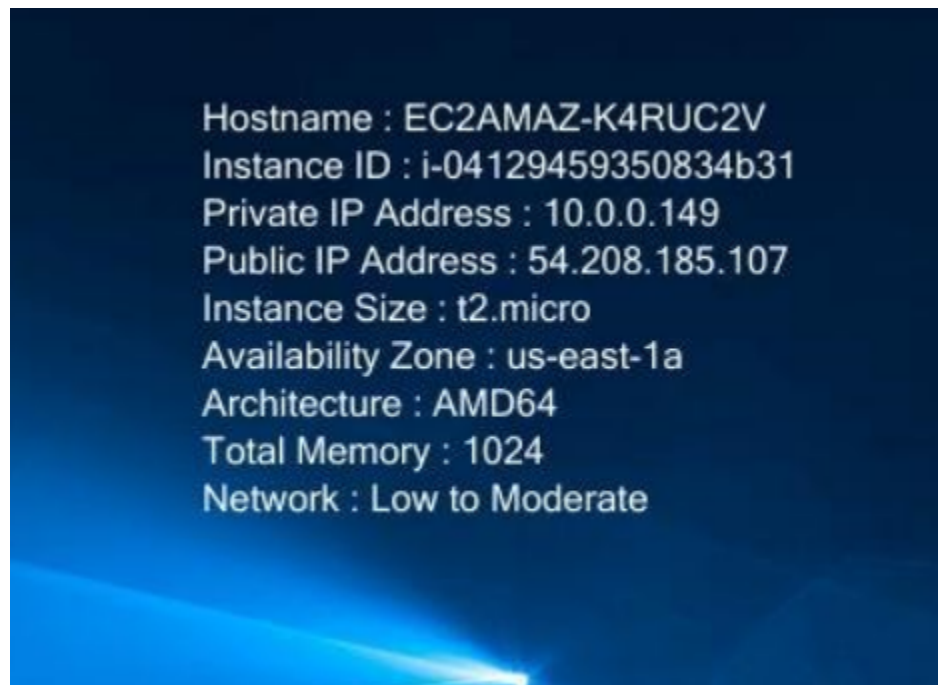 Hostname : EC2AMAZ-K4RUC2V
Instance ID : i-04129459350834b31
Private IP Address : 10.0.0.149
Public IP Address : 54.208.185.107
Instance Size : t2.micro
Availability Zone : us-east-1a
Architecture : AMD64
Total Memory : 1024
Network : Low to Moderate